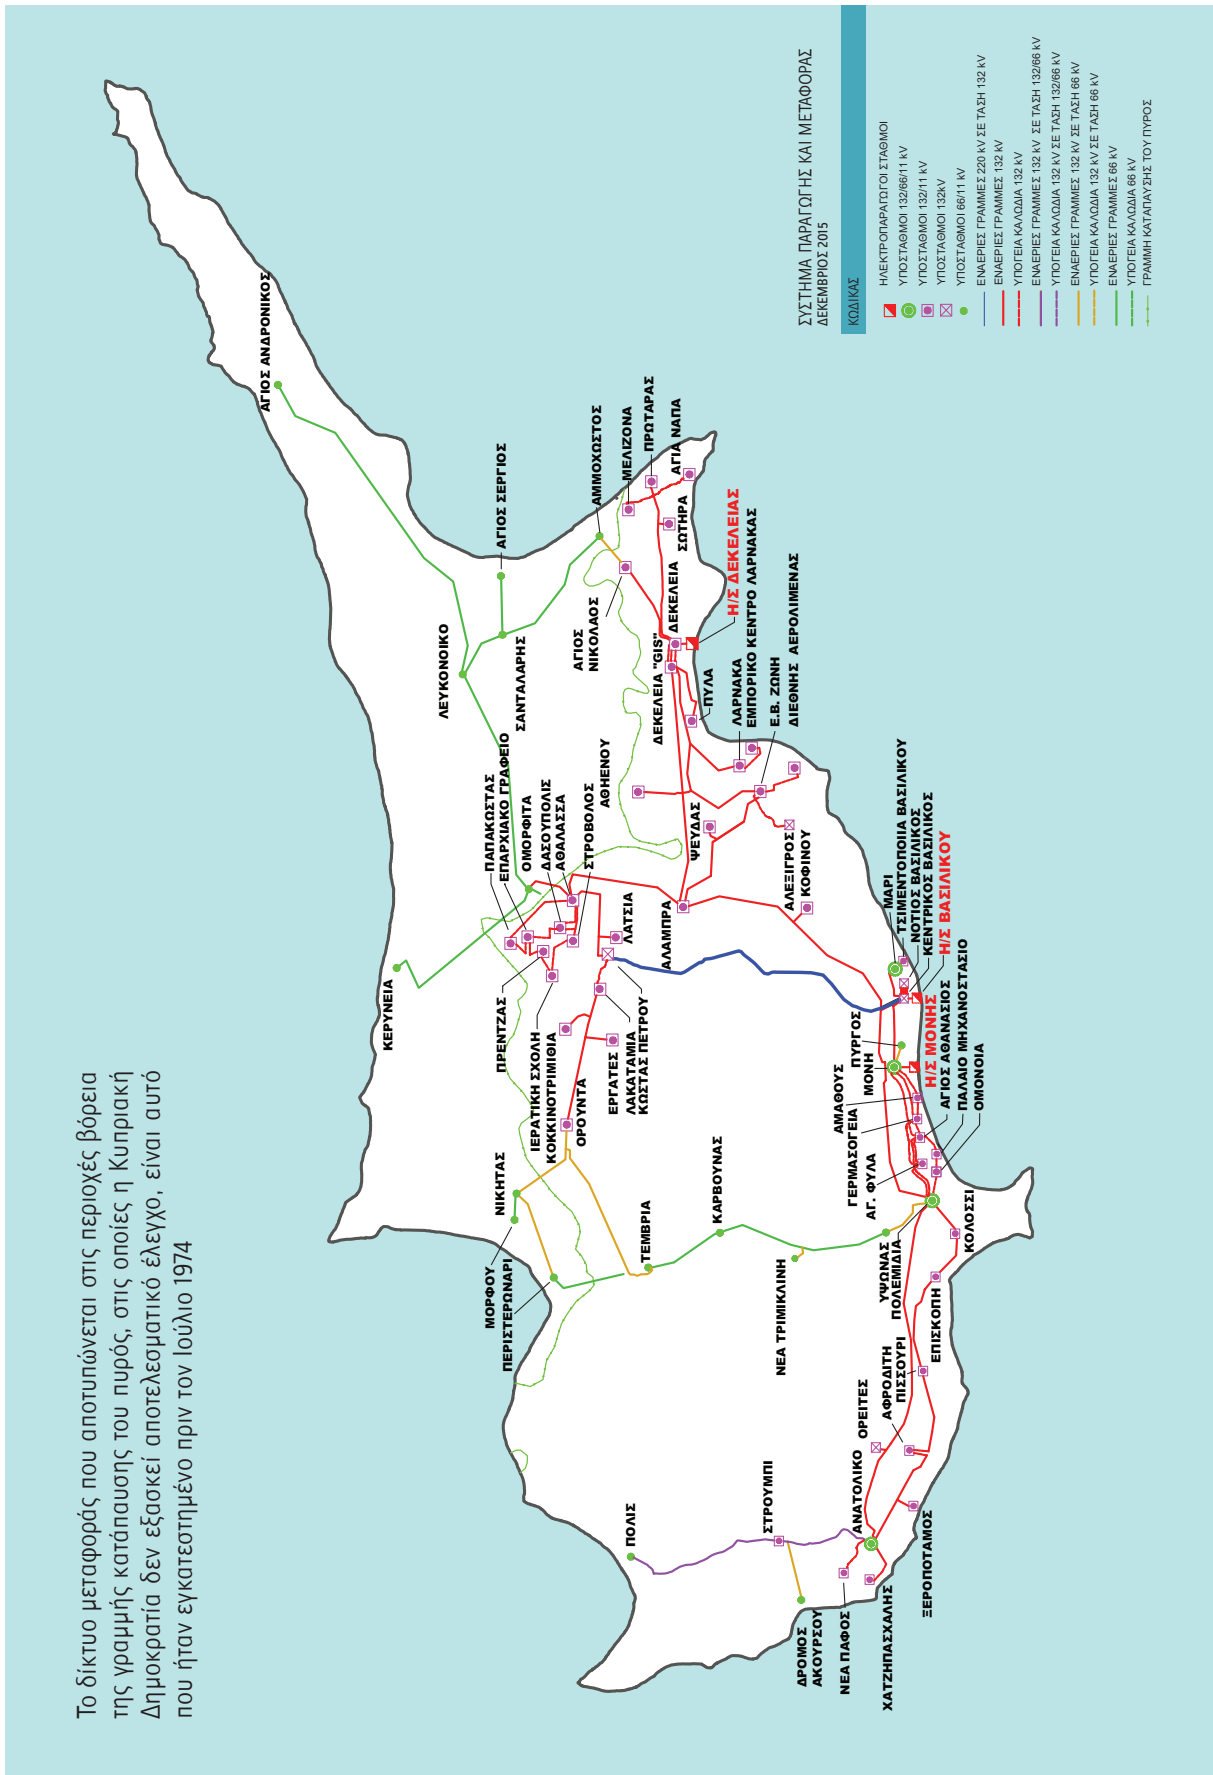 Το δίκτυο μεταφοράς που αποτυπώνεται στις περιοχές βόρεια
της γραμμής κατάπαυσης του πυρός, στις οποίες η Κυπριακή
Δημοκρατία δεν εξασκεί αποτελεσματικό έλεγχο, είναι αυτό
που ήταν εγκατεστημένο πριν τον Ιούλιο 1974
ΑΓΙΟΣ ΑΝΔΡΟΝΙΚΟΣ
ΚΕΡΥΝΕΙΑ
ΛΕΥΚΟΝΟΙΚΟ
ΑΓΙΟΣ ΣΕΡΓΙΟΣ
ΣΑΝΤΑΛΑΡΗΣ
ΑΜΜΟΧΩΣΤΟΣ
ΜΕΛΙΖΟΝΑ
ΠΡΩΤΑΡΑΣ
ΑΓΙΑ ΝΑΠΑ
ΣΩΤΗΡΑ
ΑΓΙΟΣ
ΝΙΚΟΛΑΟΣ
ΔΕΚΕΛΕΙΑ
ΔΕΚΕΛΕΙΑ "GIS"
Η/Σ ΔΕΚΕΛΕΙΑΣ
ΠΥΛΑ
ΛΑΡΝΑΚΑ
ΕΜΠΟΡΙΚΟ ΚΕΝΤΡΟ ΛΑΡΝΑΚΑΣ
Ε.Β. ΖΩΝΗ
ΔΙΕΘΝΗΣ ΑΕΡΟΛΙΜΕΝΑΣ
ΠΑΠΑΚΩΣΤΑΣ
ΕΠΑΡΧΙΑΚΟ ΓΡΑΦΕΙΟ
ΟΜΟΡΦΙΤΑ
ΔΑΣΟΥΠΟΛΙΣ
ΑΘΑΛΑΣΣΑ
ΣΤΡΟΒΟΛΟΣ
ΑΘΗΕΝΟΥ
ΨΕΥΔΑΣ
ΑΛΕΞΙΓΡΟΣ
ΚΟΦΙΝΟΥ
ΛΑΤΣΙΑ
ΑΛΑΜΠΡΑ
ΠΡΕΝΤΖΑΣ
ΙΕΡΑΤΙΚΗ ΣΧΟΛΗ
ΚΟΚΚΙΝΟΤΡΙΜΙΘΙΑ
ΟΡΟΥΝΤΑ
ΕΡΓΑΤΕΣ
ΛΑΚΑΤΑΜΙΑ
ΚΩΣΤΑΣ ΠΕΤΡΟΥ
ΜΑΡΙ
ΤΣΙΜΕΝΤΟΠΟΙΙΑ ΒΑΣΙΛΙΚΟΥ
ΝΟΤΙΟΣ ΒΑΣΙΛΙΚΟΣ
ΚΕΝΤΡΙΚΟΣ ΒΑΣΙΛΙΚΟΣ
Η/Σ ΒΑΣΙΛΙΚΟΥ
ΠΥΡΓΟΣ
ΜΟΝΗ
Η/Σ ΜΟΝΗΣ
ΑΓΙΟΣ ΑΘΑΝΑΣΙΟΣ
ΠΑΛΑΙΟ ΜΗΧΑΝΟΣΤΑΣΙΟ
ΟΜΟΝΟΙΑ
ΑΜΑΘΟΥΣ
ΓΕΡΜΑΣΟΓΕΙΑ
ΑΓ. ΦΥΛΑ
ΝΙΚΗΤΑΣ
ΜΟΡΦΟΥ
ΠΕΡΙΣΤΕΡΩΝΑΡΙ
ΤΕΜΒΡΙΑ
ΚΑΡΒΟΥΝΑΣ
ΝΕΑ ΤΡΙΜΙΚΛΙΝΗ
ΥΨΩΝΑΣ
ΠΟΛΕΜΙΔΙΑ
ΚΟΛΟΣΣΙ
ΕΠΙΣΚΟΠΗ
ΑΦΡΟΔΙΤΗ
ΠΙΣΣΟΥΡΙ
ΟΡΕΙΤΕΣ
ΑΝΑΤΟΛΙΚΟ
ΣΤΡΟΥΜΠΙ
ΠΟΛΙΣ
ΔΡΟΜΟΣ
ΑΚΟΥΡΣΟΥ
ΝΕΑ ΠΑΦΟΣ
ΧΑΤΖΗΠΑΣΧΑΛΗΣ
ΞΕΡΟΠΟΤΑΜΟΣ
ΣΥΣΤΗΜΑ ΠΑΡΑΓΩΓΗΣ ΚΑΙ ΜΕΤΑΦΟΡΑΣ
ΔΕΚΕΜΒΡΙΟΣ 2015
ΚΩΔΙΚΑΣ
ΗΛΕΚΤΡΟΠΑΡΑΓΩΓΟΙ ΣΤΑΘΜΟΙ
ΥΠΟΣΤΑΘΜΟΙ 132/66/11 kV
ΥΠΟΣΤΑΘΜΟΙ 132/11 kV
ΥΠΟΣΤΑΘΜΟΙ 132kV
ΥΠΟΣΤΑΘΜΟΙ 66/11 kV
ΕΝΑΕΡΙΕΣ ΓΡΑΜΜΕΣ 220 kV ΣΕ ΤΑΣΗ 132 kV
ΕΝΑΕΡΙΕΣ ΓΡΑΜΜΕΣ 132 kV
ΥΠΟΓΕΙΑ ΚΑΛΩΔΙΑ 132 kV
ΕΝΑΕΡΙΕΣ ΓΡΑΜΜΕΣ 132 kV ΣΕ ΤΑΣΗ 132/66 kV
ΥΠΟΓΕΙΑ ΚΑΛΩΔΙΑ 132 kV ΣΕ ΤΑΣΗ 132/66 kV
ΕΝΑΕΡΙΕΣ ΓΡΑΜΜΕΣ 132 kV ΣΕ ΤΑΣΗ 66 kV
ΥΠΟΓΕΙΑ ΚΑΛΩΔΙΑ 132 kV ΣΕ ΤΑΣΗ 66 kV
ΕΝΑΕΡΙΕΣ ΓΡΑΜΜΕΣ 66 kV
ΥΠΟΓΕΙΑ ΚΑΛΩΔΙΑ 66 kV
ΓΡΑΜΜΗ ΚΑΤΑΠΑΥΣΗΣ ΤΟΥ ΠΥΡΟΣ